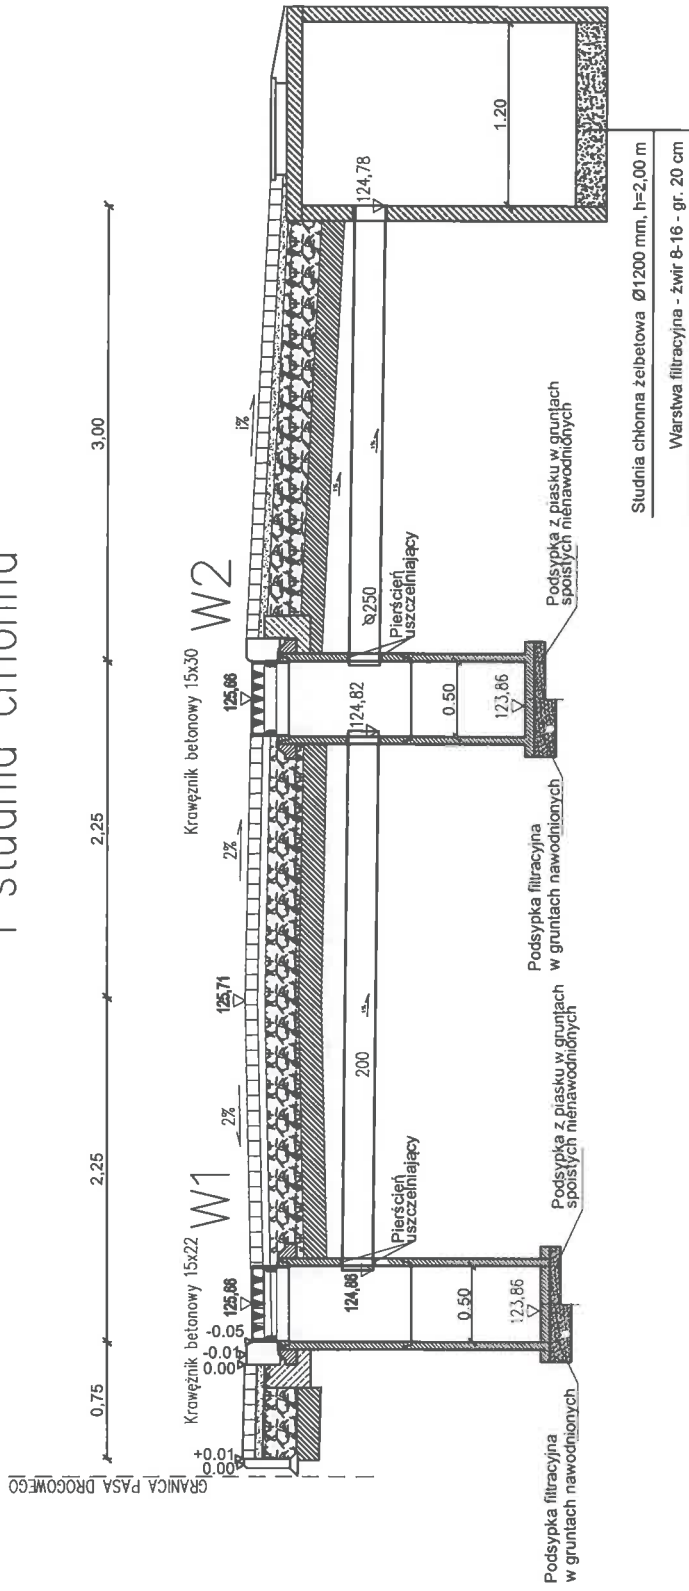 i studnia chłonna
0,75
2,25
2,25
3,00
GRANICA PASA DROGOWEGO
+0.01
0.00
Krawężnik betonowy 15x22
W1
-0.05
-0.01
0.00
125,66
2%
125,71
2%
Krawężnik betonowy 15x30
W2
125,66
i%
124,86
0.50
123,86
Pierścień
uszczelniający
200
124,82
0.50
123,86
Pierścień
uszczelniający
ø250
124,78
1.20
Podsypka filtracyjna
w gruntach nawodnionych
Podsypka z piasku w gruntach
spoistych nienawodnionych
Podsypka filtracyjna
w gruntach nawodnionych
Podsypka z piasku w gruntach
spoistych nienawodnionych
Studnia chłonna żelbetowa Ø1200 mm, h=2,00 m
Warstwa filtracyjna - żwir 8-16 - gr. 20 cm